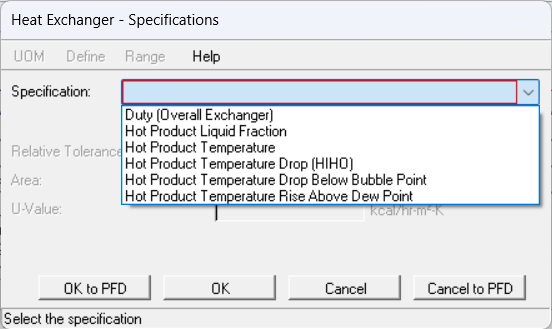 Heat Exchanger - Specifications
UOM Define Range Help
Specification:
Duty (Overall Exchanger)
Hot Product Liquid Fraction
Hot Product Temperature
Hot Product Temperature Drop (HIHO)
Hot Product Temperature Drop Below Bubble Point
Hot Product Temperature Rise Above Dew Point
Relative Tolerance
Area:
U-Value: kcal/hr-m²-K
OK to PFD OK Cancel Cancel to PFD
Select the specification